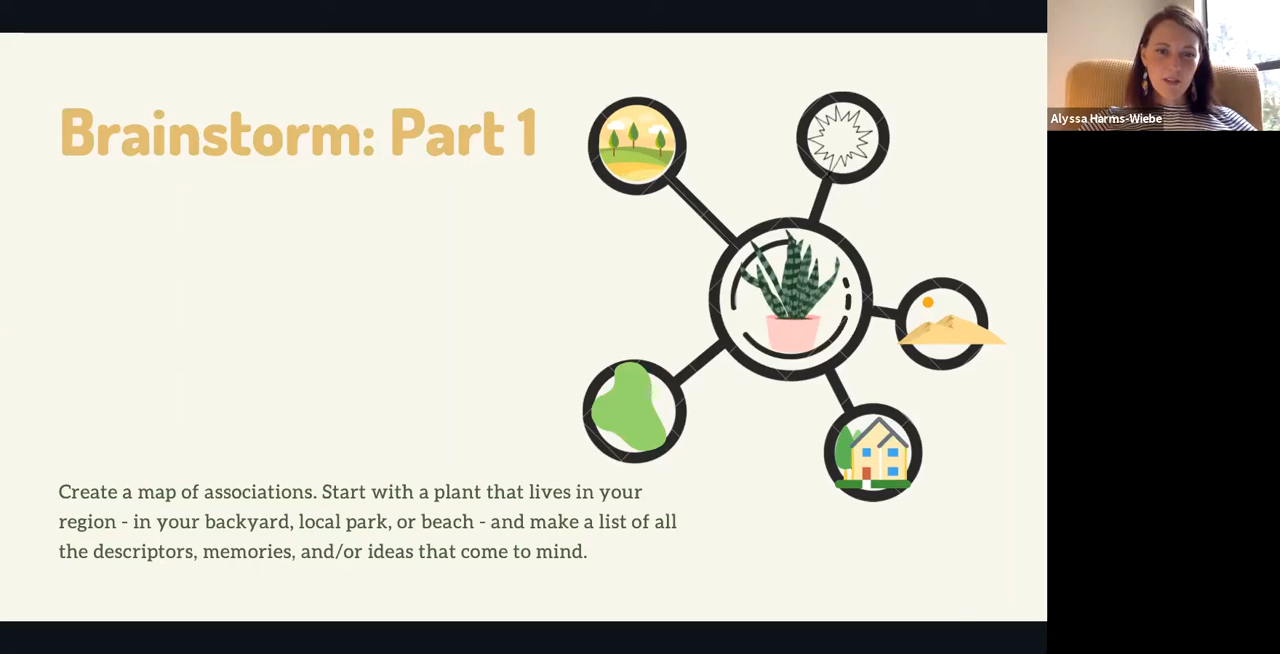 Brainstorm: Part 1
Alyssa Harms-Wiebe
Create a map of associations. Start with a plant that lives in your
region - in your backyard, local park, or beach - and make a list of all
the descriptors, memories, and/or ideas that come to mind.